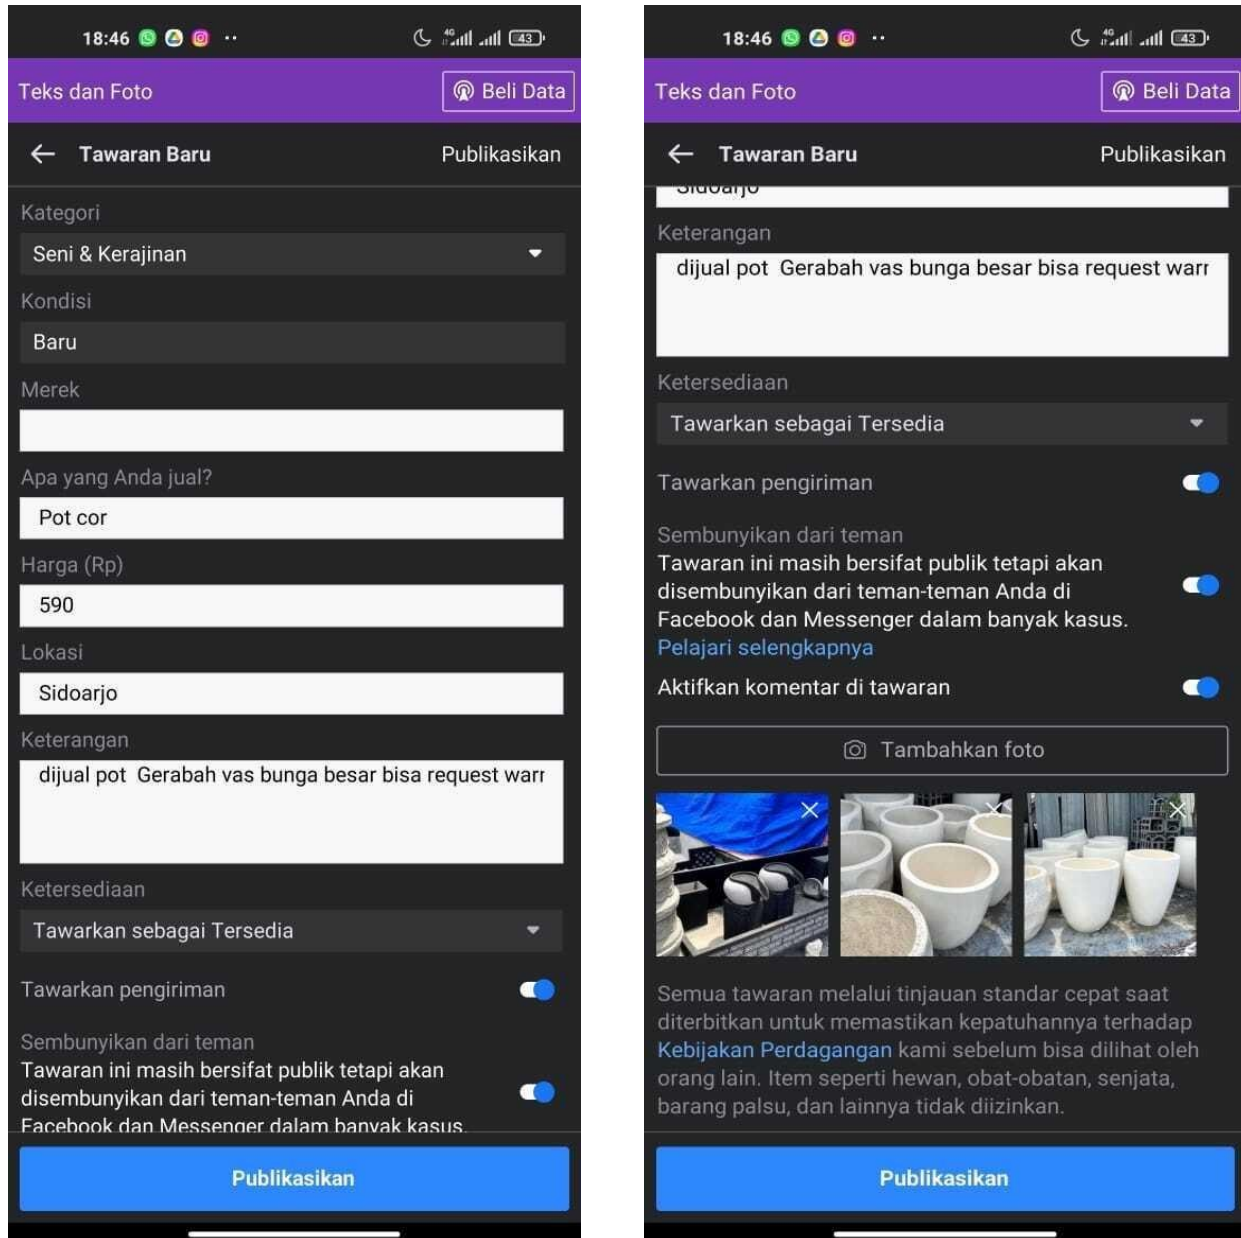 18:46
4G
43
Teks dan Foto
Beli Data
Tawaran Baru
Publikasikan
Kategori
Seni & Kerajinan
Kondisi
Baru
Merek
Apa yang Anda jual?
Pot cor
Harga (Rp)
590
Lokasi
Sidoarjo
Keterangan
dijual pot  Gerabah vas bunga besar bisa request
Ketersediaan
Tawarkan sebagai Tersedia
Tawarkan pengiriman
Sembunyikan dari teman
Tawaran ini masih bersifat publik tetapi akan
disembunyikan dari teman-teman Anda di
Facebook dan Messenger dalam banyak kasus.
Publikasikan
18:46
4G
43
Teks dan Foto
Beli Data
Tawaran Baru
Publikasikan
Sidoarjo
Keterangan
dijual pot  Gerabah vas bunga besar bisa request
Ketersediaan
Tawarkan sebagai Tersedia
Tawarkan pengiriman
Sembunyikan dari teman
Tawaran ini masih bersifat publik tetapi akan
disembunyikan dari teman-teman Anda di
Facebook dan Messenger dalam banyak kasus.
Pelajari selengkapnya
Aktifkan komentar di tawaran
Tambahkan foto
Semua tawaran melalui tinjauan standar cepat saat
diterbitkan untuk memastikan kepatuhannya terhadap
Kebijakan Perdagangan kami sebelum bisa dilihat oleh
orang lain. Item seperti hewan, obat-obatan, senjata,
barang palsu, dan lainnya tidak diizinkan.
Publikasikan